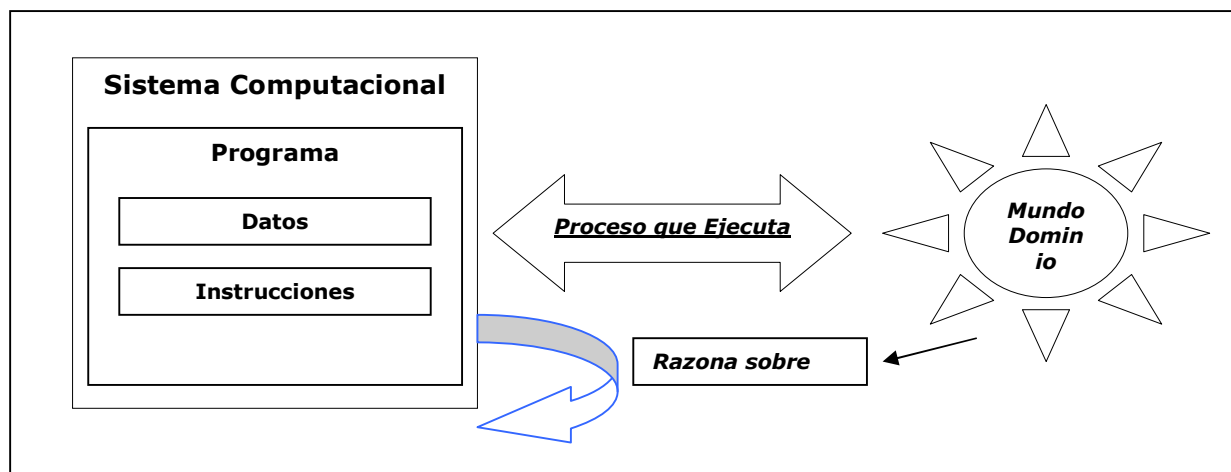 Sistema Computacional
Programa
Datos
Instrucciones
Proceso que Ejecuta
Mundo
Domin
io
Razona sobre